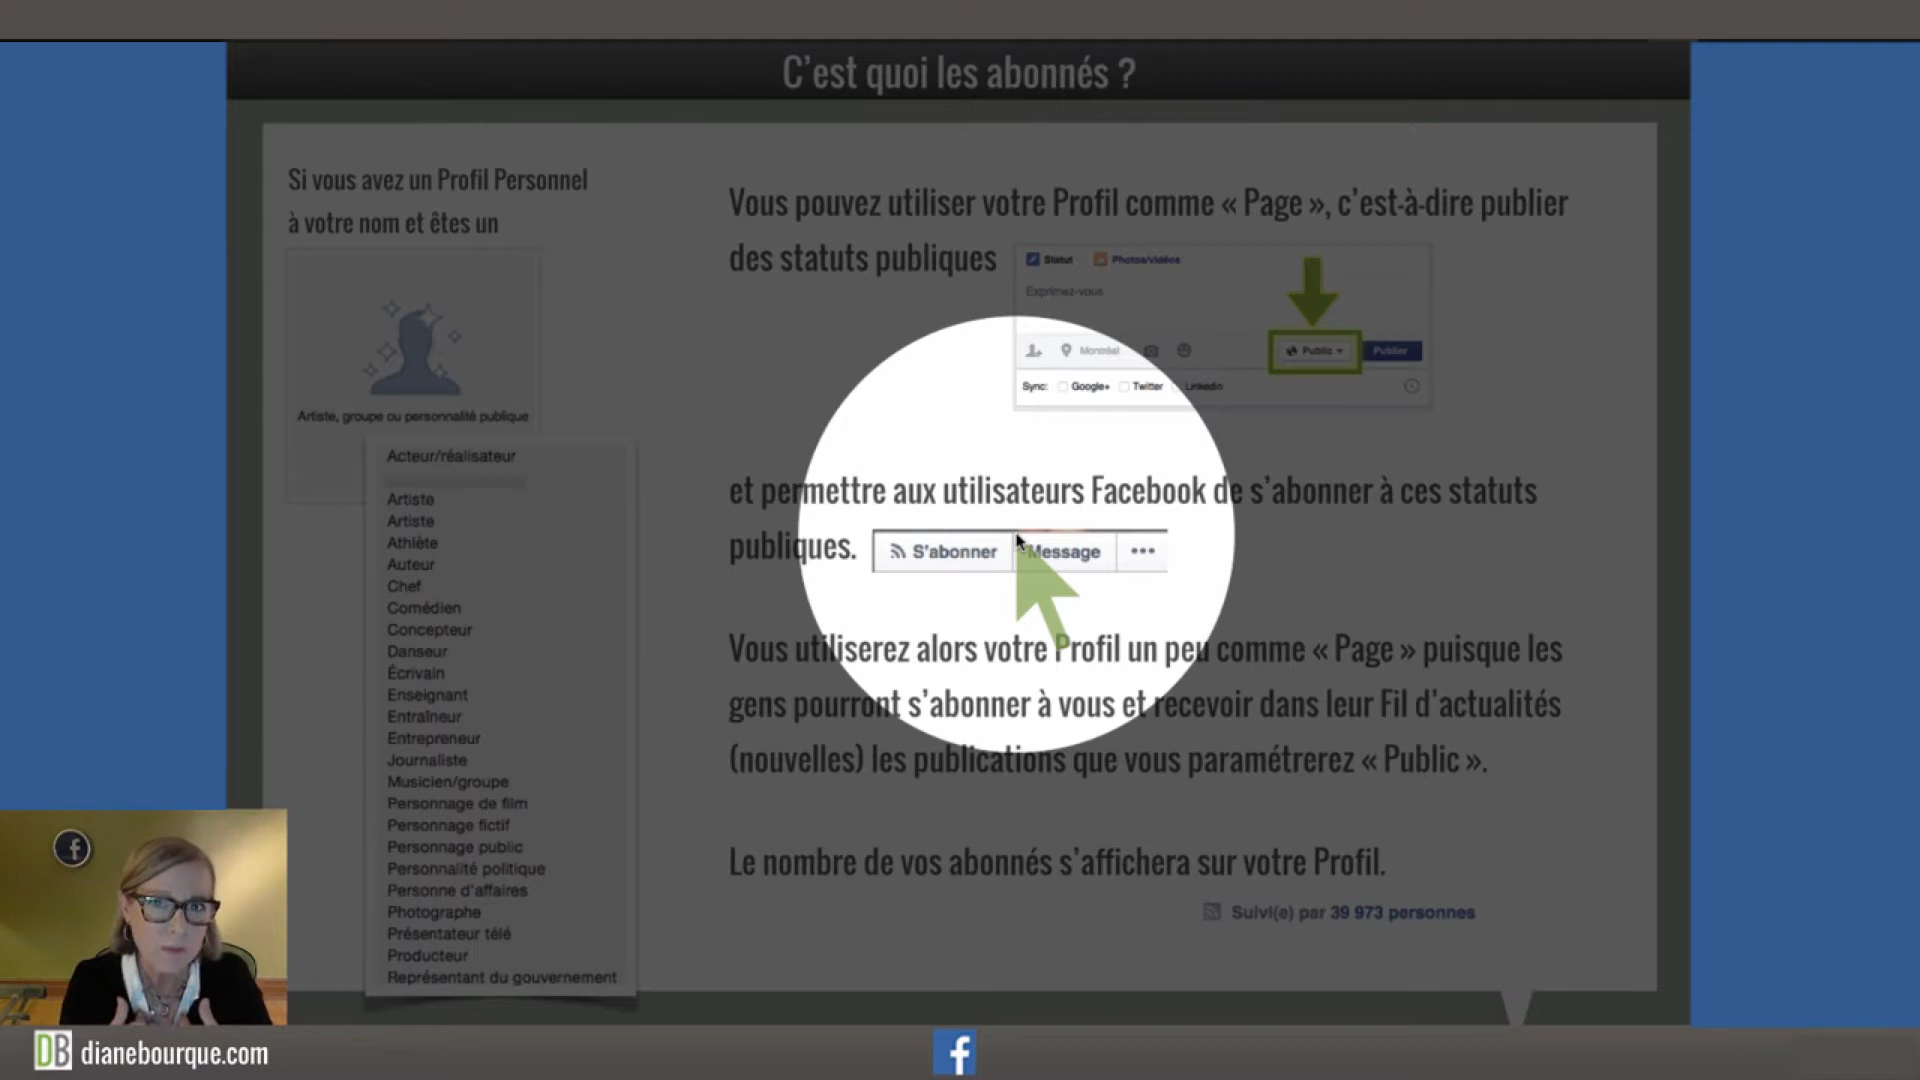 C'est quoi les abonnés ?
Si vous avez un Profil Personnel
à votre nom et êtes un
Artiste, groupe ou personnalité publique
Acteur/réalisateur
Artiste
Artiste
Athlète
Auteur
Chef
Comédien
Concepteur
Danseur
Écrivain
Enseignant
Entraîneur
Entrepreneur
Journaliste
Musicien/groupe
Personnage de film
Personnage fictif
Personnage public
Personnalité politique
Personne d'affaires
Photographe
Présentateur télé
Producteur
Représentant du gouvernement
Vous pouvez utiliser votre Profil comme « Page », c'est-à-dire publier
des statuts publiques
Statut Photos/vidéos
Exprimez-vous
Montréal Public Publier
Sync: Google+ Twitter Linkedin
et permettre aux utilisateurs Facebook de s'abonner à ces statuts
publiques.
S'abonner Message •••
Vous utiliserez alors votre Profil un peu comme « Page » puisque les
gens pourront s'abonner à vous et recevoir dans leur Fil d'actualités
(nouvelles) les publications que vous paramétrerez « Public ».
Le nombre de vos abonnés s'affichera sur votre Profil.
Suivi(e) par 39 973 personnes
f
DB dianebourque.com
f